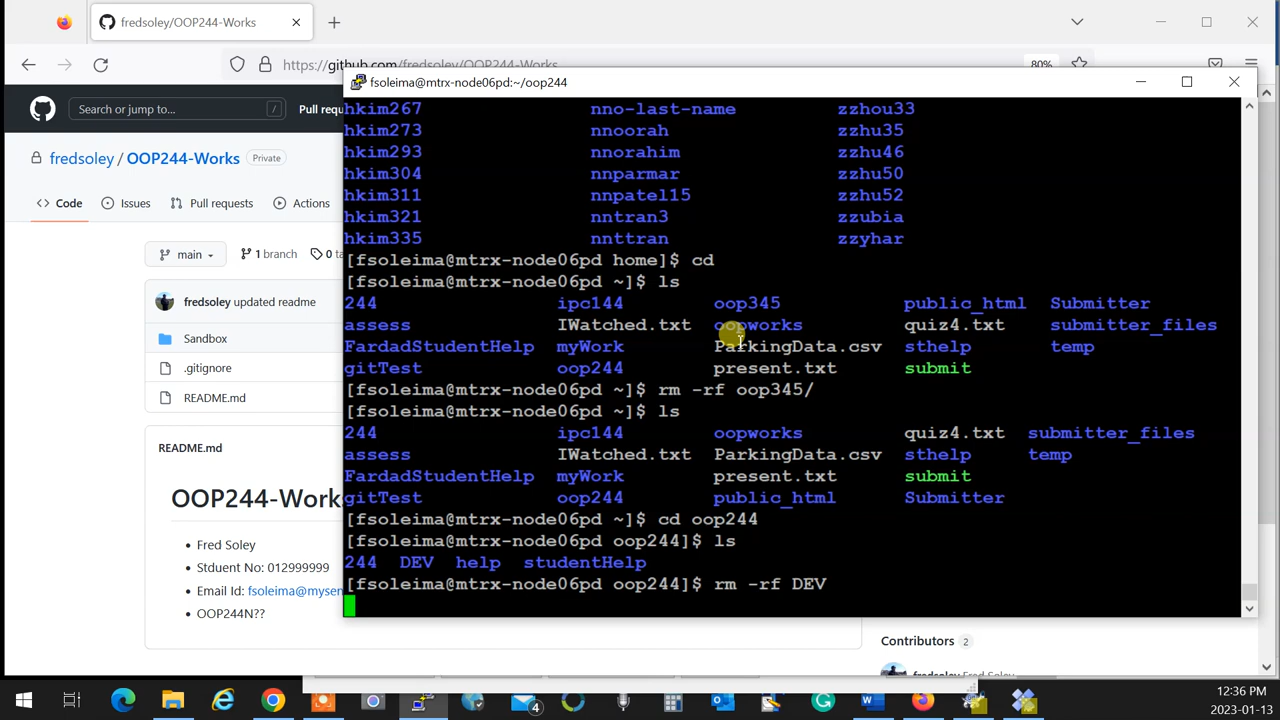 fredsoley/OOP244-Works
https://github.com/fredsoley/OOP244-Works
80%
fsoleima@mtrx-node06pd:~/oop244
Search or jump to...
/
Pull requ
fredsoley / OOP244-Works
Private
Code
Issues
Pull requests
Actions
main
1 branch
0 ta
fredsoley updated readme
Sandbox
.gitignore
README.md
README.md
OOP244-Work
Fred Soley
Stduent No: 012999999
Email Id: fsoleima@mysen
OOP244N??
hkim267 nno-last-name zzhou33
hkim273 nnoorah zzhu35
hkim293 nnorahim zzhu46
hkim304 nnparmar zzhu50
hkim311 nnpatel15 zzhu52
hkim321 nntran3 zzubia
hkim335 nnttran zzyhar
[fsoleima@mtrx-node06pd home]$ cd
[fsoleima@mtrx-node06pd ~]$ ls
244 ipc144 oop345 public_html Submitter
assess IWatched.txt oopworks quiz4.txt submitter_files
FardadStudentHelp myWork ParkingData.csv sthelp temp
gitTest oop244 present.txt submit
[fsoleima@mtrx-node06pd ~]$ rm -rf oop345/
[fsoleima@mtrx-node06pd ~]$ ls
244 ipc144 oopworks quiz4.txt submitter_files
assess IWatched.txt ParkingData.csv sthelp temp
FardadStudentHelp myWork present.txt submit
gitTest oop244 public_html Submitter
[fsoleima@mtrx-node06pd ~]$ cd oop244
[fsoleima@mtrx-node06pd oop244]$ ls
244 DEV help studentHelp
[fsoleima@mtrx-node06pd oop244]$ rm -rf DEV
Contributors 2
fredsoley Fred Soley
4
12:36 PM
2023-01-13